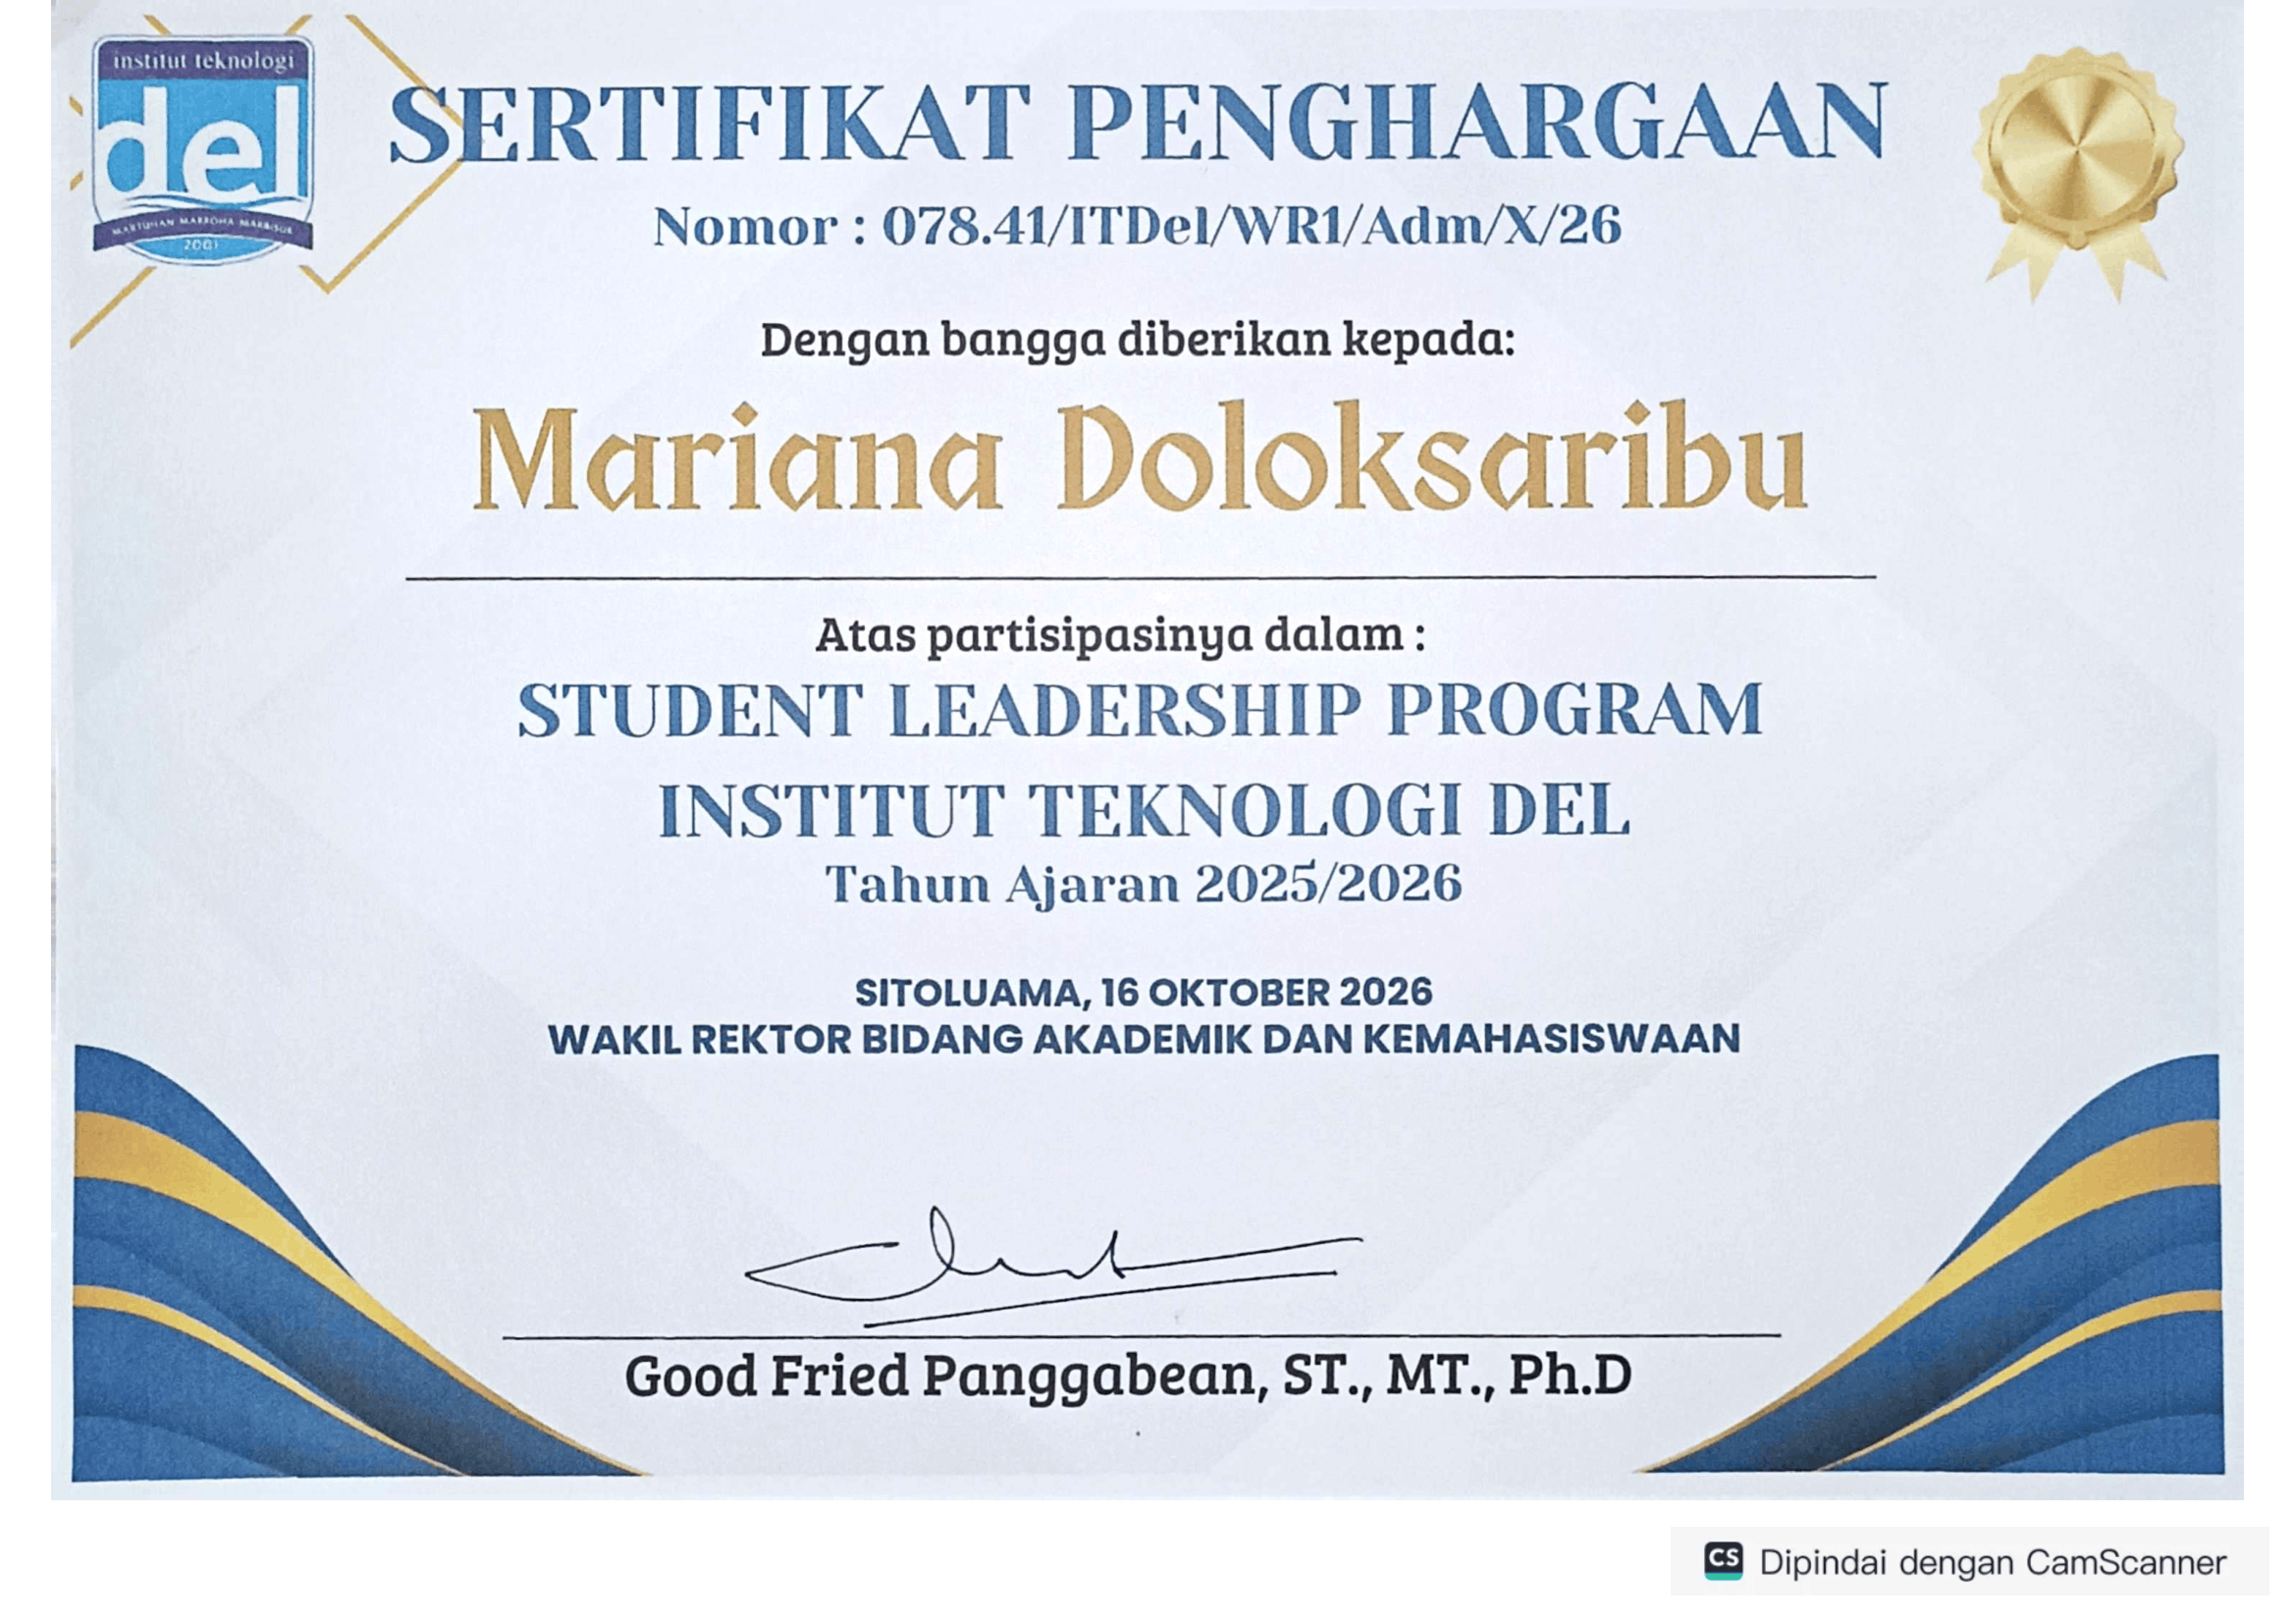 institut teknologi
del
MARTUHAN MARROHA MARBISUK
2001
SERTIFIKAT PENGHARGAAN
Nomor : 078.41/ITDel/WR1/Adm/X/26
Dengan bangga diberikan kepada:
Mariana Doloksaribu
Atas partisipasinya dalam :
STUDENT LEADERSHIP PROGRAM
INSTITUT TEKNOLOGI DEL
Tahun Ajaran 2025/2026
SITOLUAMA, 16 OKTOBER 2026
WAKIL REKTOR BIDANG AKADEMIK DAN KEMAHASISWAAN
Good Fried Panggabean, ST., MT., Ph.D
CS Dipindai dengan CamScanner